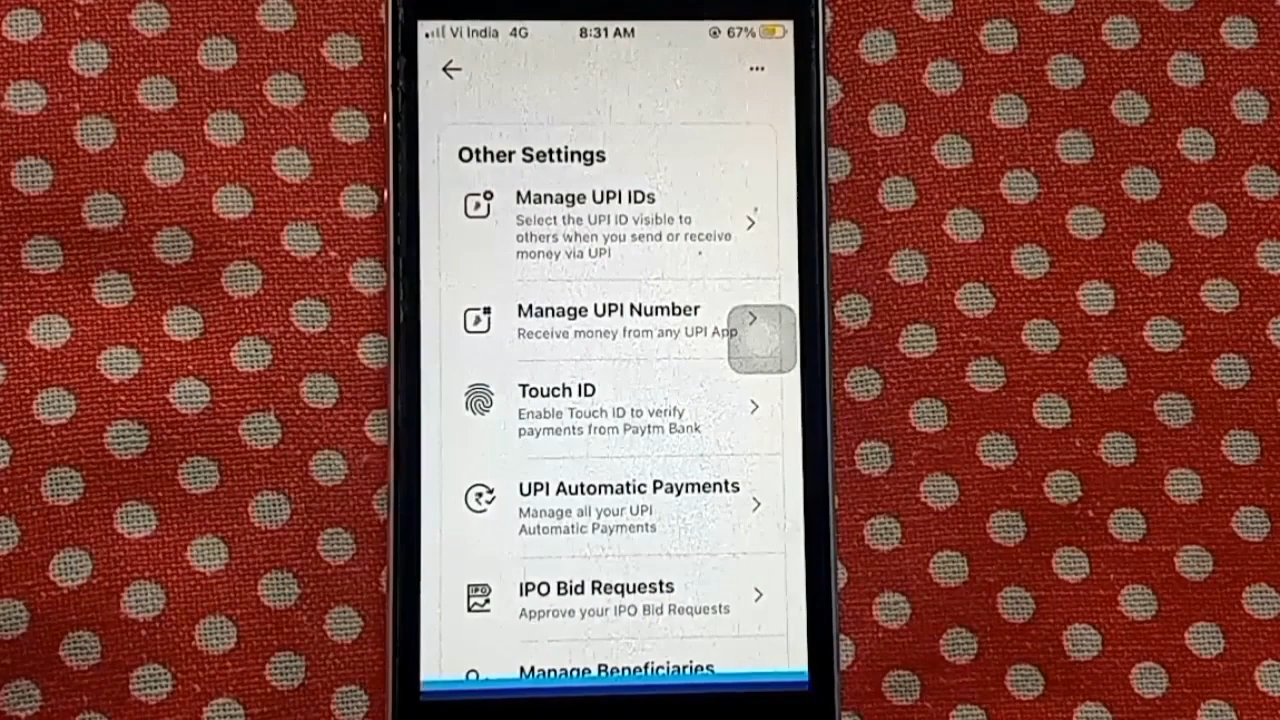 Vi India 4G 8:31 AM 67%
...
Other Settings
Manage UPI IDs
Select the UPI ID visible to
others when you send or receive
money via UPI
Manage UPI Number
Receive money from any UPI App
Touch ID
Enable Touch ID to verify
payments from Paytm Bank
UPI Automatic Payments
Manage all your UPI
Automatic Payments
IPO
IPO Bid Requests
Approve your IPO Bid Requests
Manage Beneficiaries